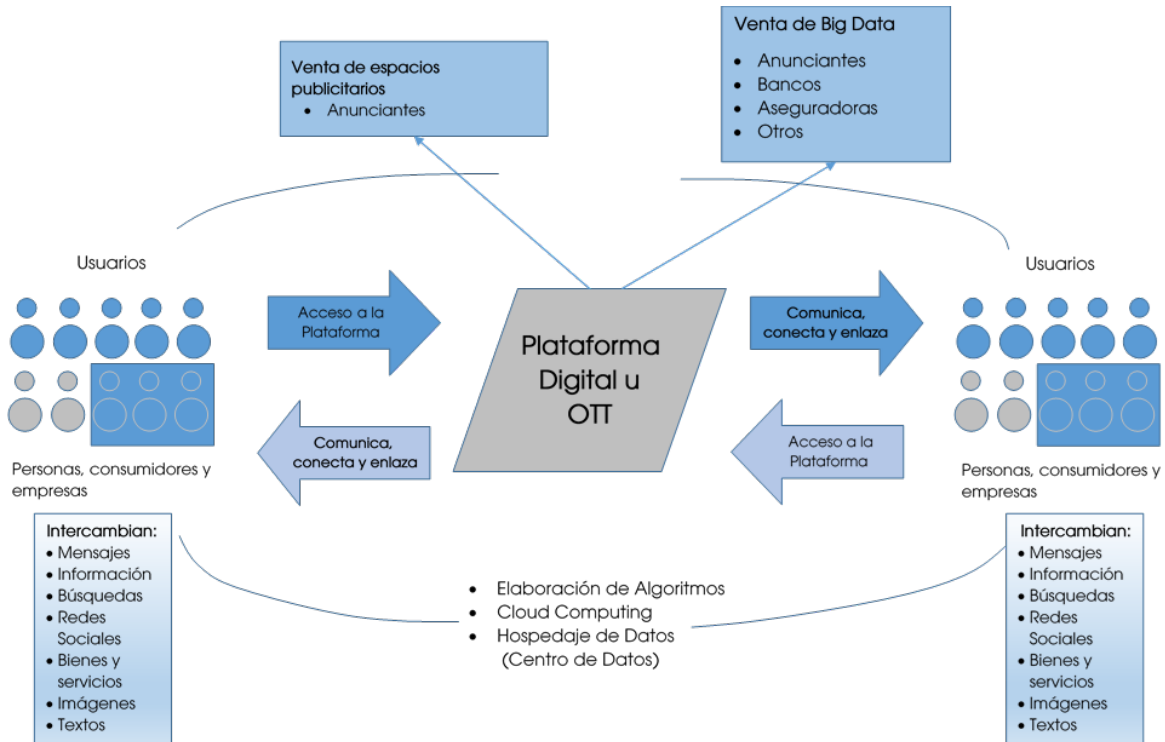 Venta de espacios
publicitarios
• Anunciantes
Venta de Big Data
• Anunciantes
• Bancos
• Aseguradoras
• Otros
Usuarios
Usuarios
Acceso a la
Plataforma
Plataforma
Digital u
OTT
Comunica,
conecta y enlaza
Comunica,
conecta y enlaza
Acceso a la
Plataforma
Personas, consumidores y
empresas
Personas, consumidores y
empresas
Intercambian:
• Mensajes
• Información
• Búsquedas
• Redes
Sociales
• Bienes y
servicios
• Imágenes
• Textos
• Elaboración de Algoritmos
• Cloud Computing
• Hospedaje de Datos
(Centro de Datos)
Intercambian:
• Mensajes
• Información
• Búsquedas
• Redes
Sociales
• Bienes y
servicios
• Imágenes
• Textos